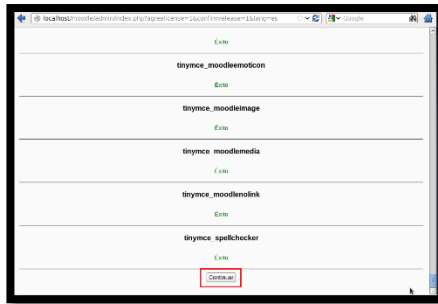 localhost/moodle/admin/index.php?agreelicense=1&confirmrelease=1&lang=es
Google
Éxito
tinymce_moodleemoticon
Éxito
tinymce_moodleimage
Éxito
tinymce_moodlemedia
Éxito
tinymce_moodlenolink
Éxito
tinymce_spellchecker
Éxito
Continuar